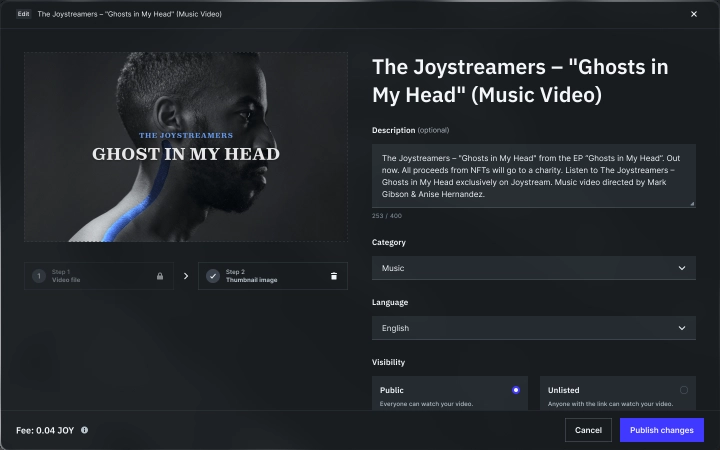 Edit The Joystreamers – "Ghosts in My Head" (Music Video)
THE JOYSTREAMERS
GHOST IN MY HEAD
1 Step 1
Video file
Step 2
Thumbnail image
The Joystreamers – "Ghosts in
My Head" (Music Video)
Description (optional)
The Joystreamers – "Ghosts in My Head" from the EP "Ghosts in My Head". Out
now. All proceeds from NFTs will go to a charity. Listen to The Joystreamers –
Ghosts in My Head exclusively on Joystream. Music video directed by Mark
Gibson & Anise Hernandez.
253 / 400
Category
Music
Language
English
Visibility
Public
Everyone can watch your video.
Unlisted
Anyone with the link can watch your video.
Fee: 0.04 JOY
Cancel
Publish changes